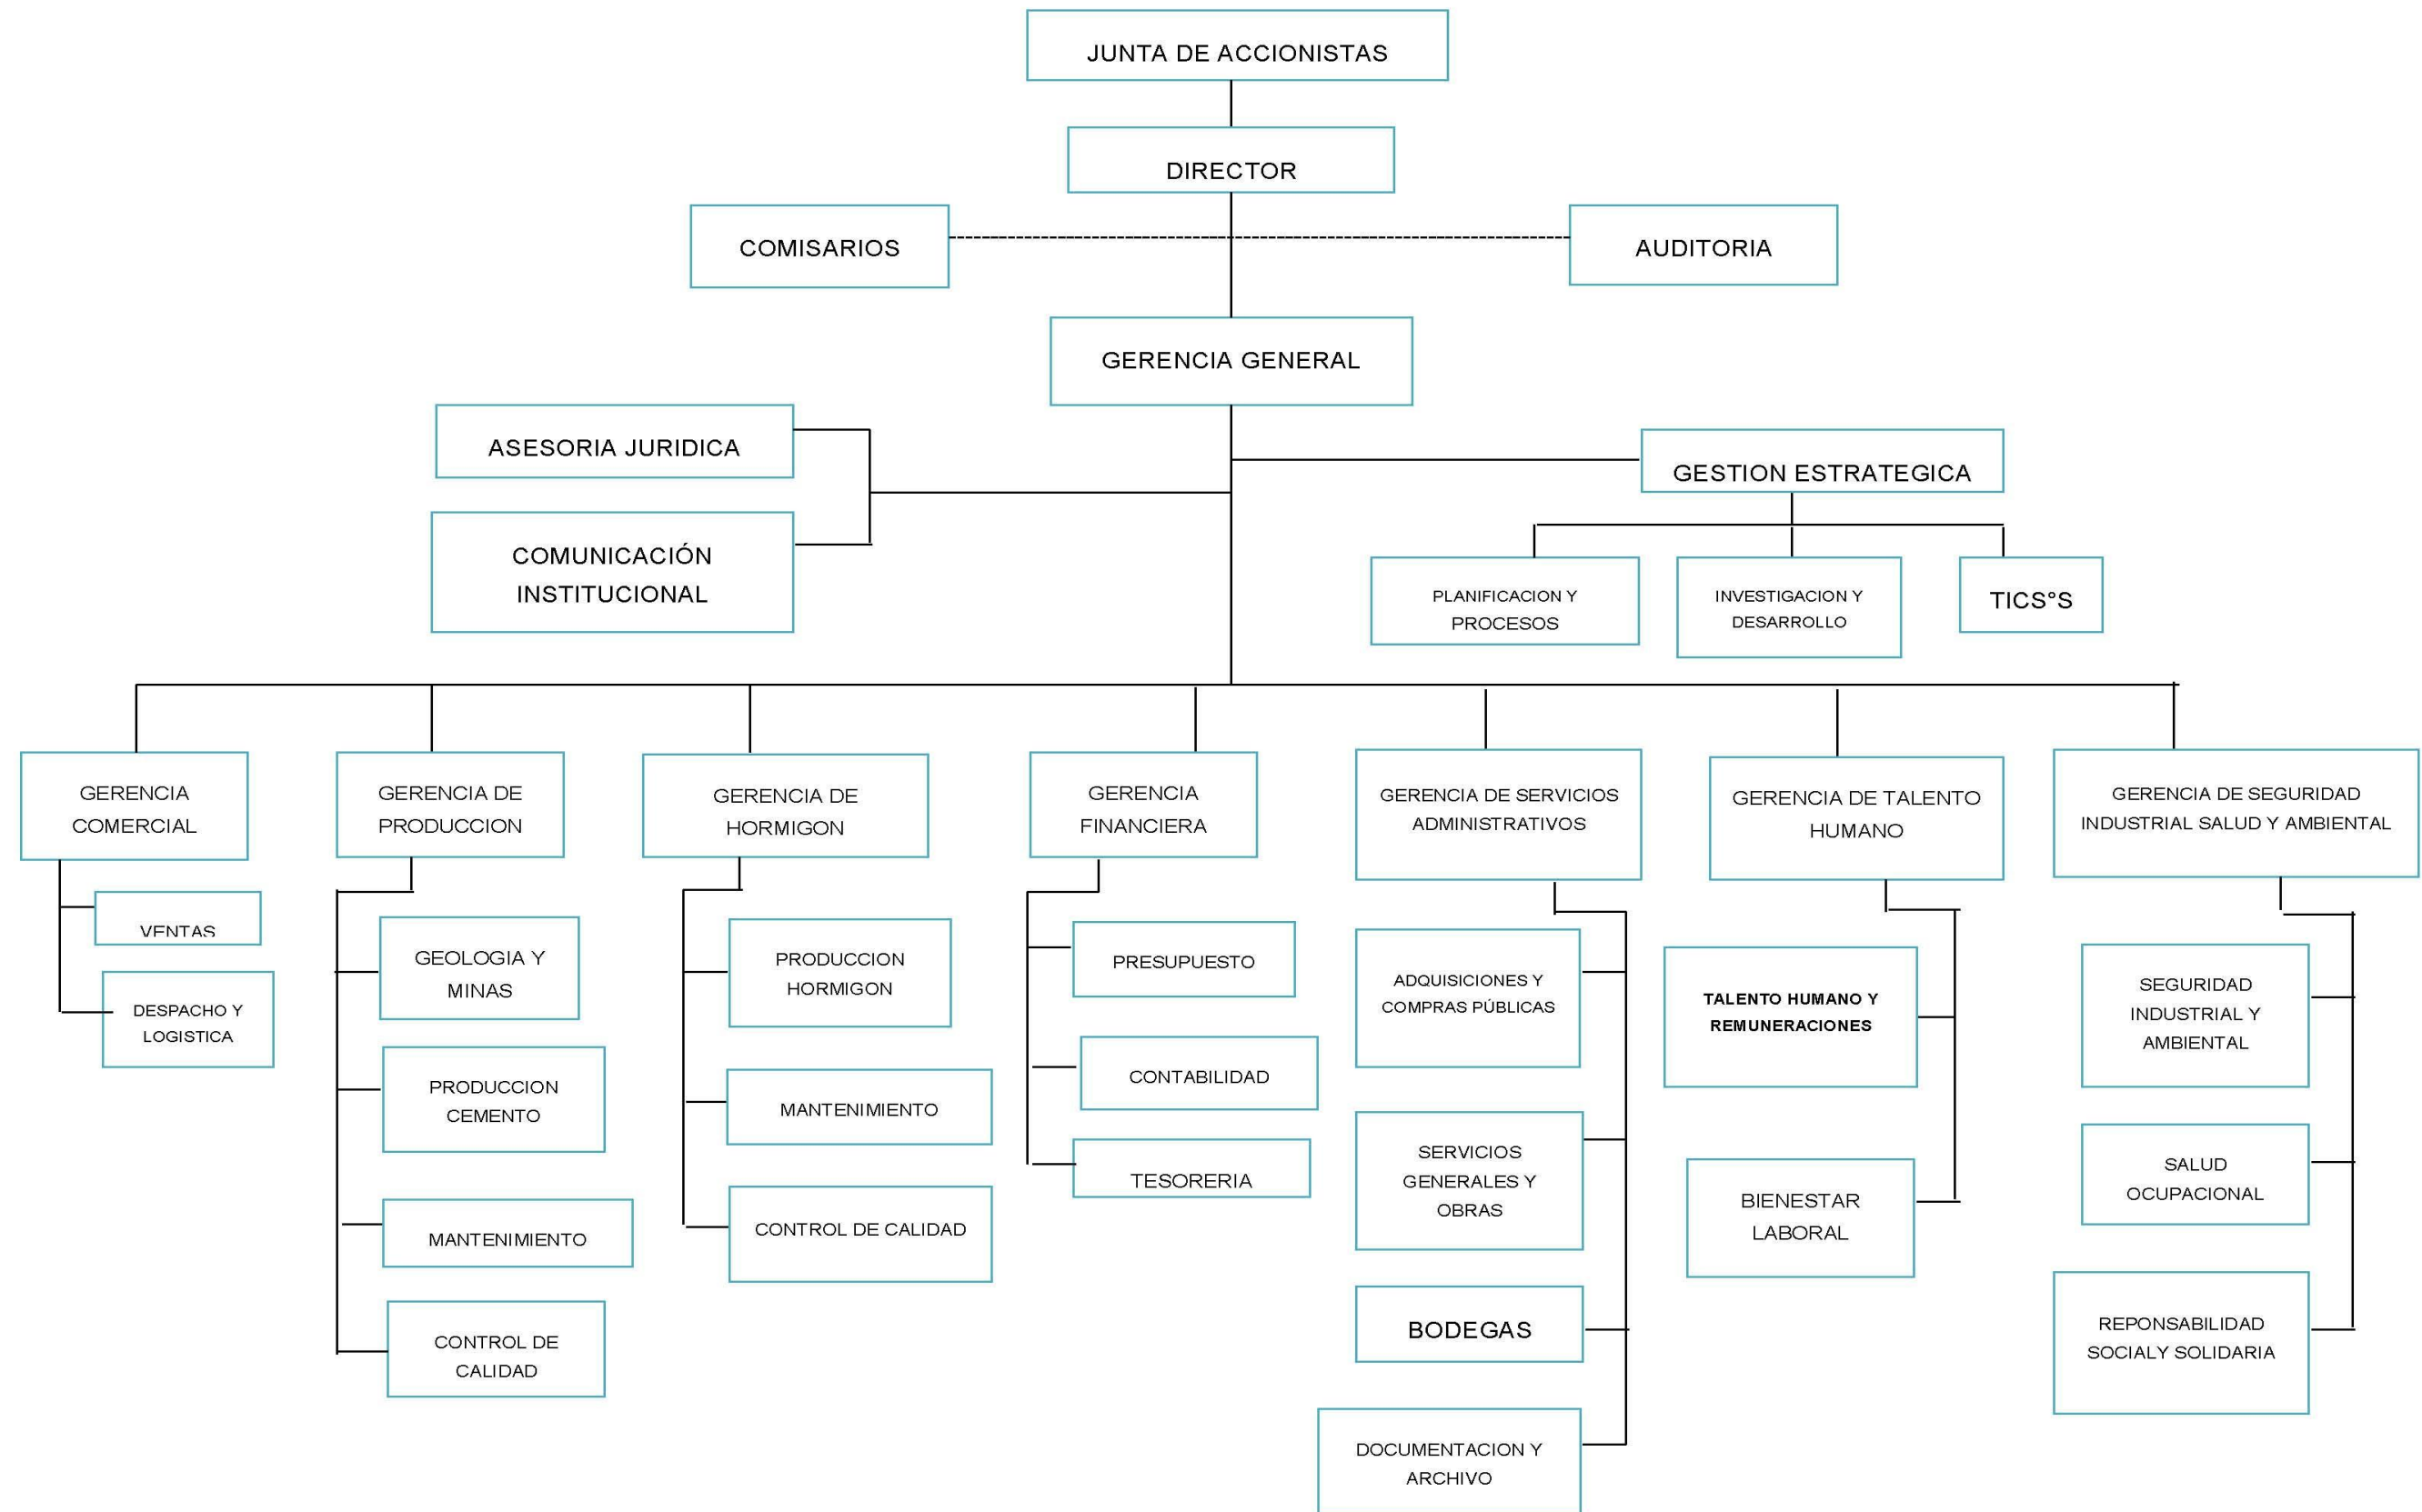 JUNTA DE ACCIONISTAS
DIRECTOR
COMISARIOS
AUDITORIA
GERENCIA GENERAL
ASESORIA JURIDICA
GESTION ESTRATEGICA
COMUNICACIÓN
INSTITUCIONAL
PLANIFICACION Y
PROCESOS
INVESTIGACION Y
DESARROLLO
TICS°S
GERENCIA
COMERCIAL
GERENCIA DE
PRODUCCION
GERENCIA DE
HORMIGON
GERENCIA
FINANCIERA
GERENCIA DE SERVICIOS
ADMINISTRATIVOS
GERENCIA DE TALENTO
HUMANO
GERENCIA DE SEGURIDAD
INDUSTRIAL SALUD Y AMBIENTAL
VENTAS
DESPACHO Y
LOGISTICA
GEOLOGIA Y
MINAS
PRODUCCION
CEMENTO
MANTENIMIENTO
CONTROL DE
CALIDAD
PRODUCCION
HORMIGON
MANTENIMIENTO
CONTROL DE CALIDAD
PRESUPUESTO
CONTABILIDAD
TESORERIA
ADQUISICIONES Y
COMPRAS PÚBLICAS
SERVICIOS
GENERALES Y
OBRAS
BODEGAS
DOCUMENTACION Y
ARCHIVO
TALENTO HUMANO Y
REMUNERACIONES
BIENESTAR
LABORAL
SEGURIDAD
INDUSTRIAL Y
AMBIENTAL
SALUD
OCUPACIONAL
REPONSABILIDAD
SOCIALY SOLIDARIA